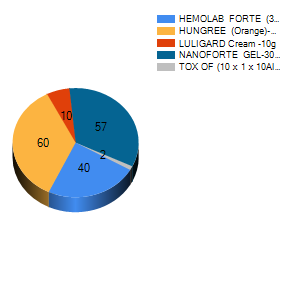 HEMOLAB FORTE (3...
HUNGREE (Orange)-...
LULIGARD Cream -10g
NANOFORTE GEL-30...
TOX OF (10 x 1 x 10Al...
10
57
60
2
40